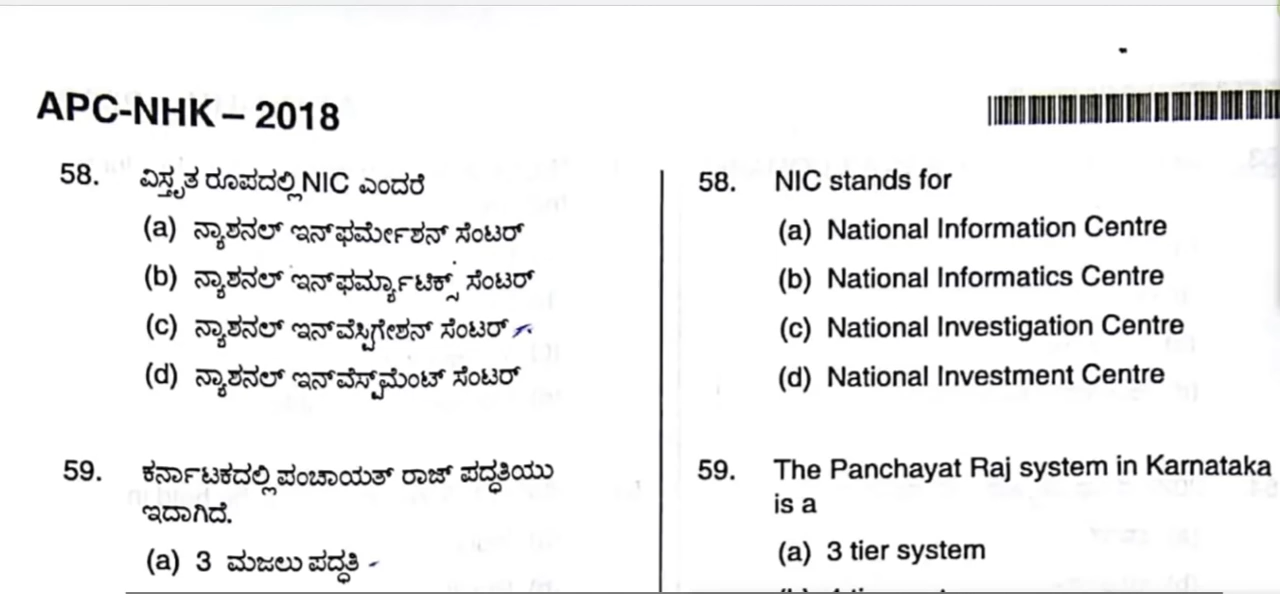 APC-NHK – 2018
58. ವಿಸ್ತೃತ ರೂಪದಲ್ಲಿ NIC ಎಂದರೆ
(a) ನ್ಯಾಶನಲ್ ಇನ್‌ಫರ್ಮೇಶನ್ ಸೆಂಟರ್
(b) ನ್ಯಾಶನಲ್ ಇನ್‌ಫರ್ಮ್ಯಾಟಿಕ್ಸ್ ಸೆಂಟರ್
(c) ನ್ಯಾಶನಲ್ ಇನ್‌ವೆಸ್ಟಿಗೇಶನ್ ಸೆಂಟರ್
(d) ನ್ಯಾಶನಲ್ ಇನ್‌ವೆಸ್ಟ್‌ಮೆಂಟ್ ಸೆಂಟರ್
59. ಕರ್ನಾಟಕದಲ್ಲಿ ಪಂಚಾಯತ್ ರಾಜ್ ಪದ್ಧತಿಯು
ಇದಾಗಿದೆ.
(a) 3 ಮಜಲು ಪದ್ಧತಿ
58. NIC stands for
(a) National Information Centre
(b) National Informatics Centre
(c) National Investigation Centre
(d) National Investment Centre
59. The Panchayat Raj system in Karnataka
is a
(a) 3 tier system